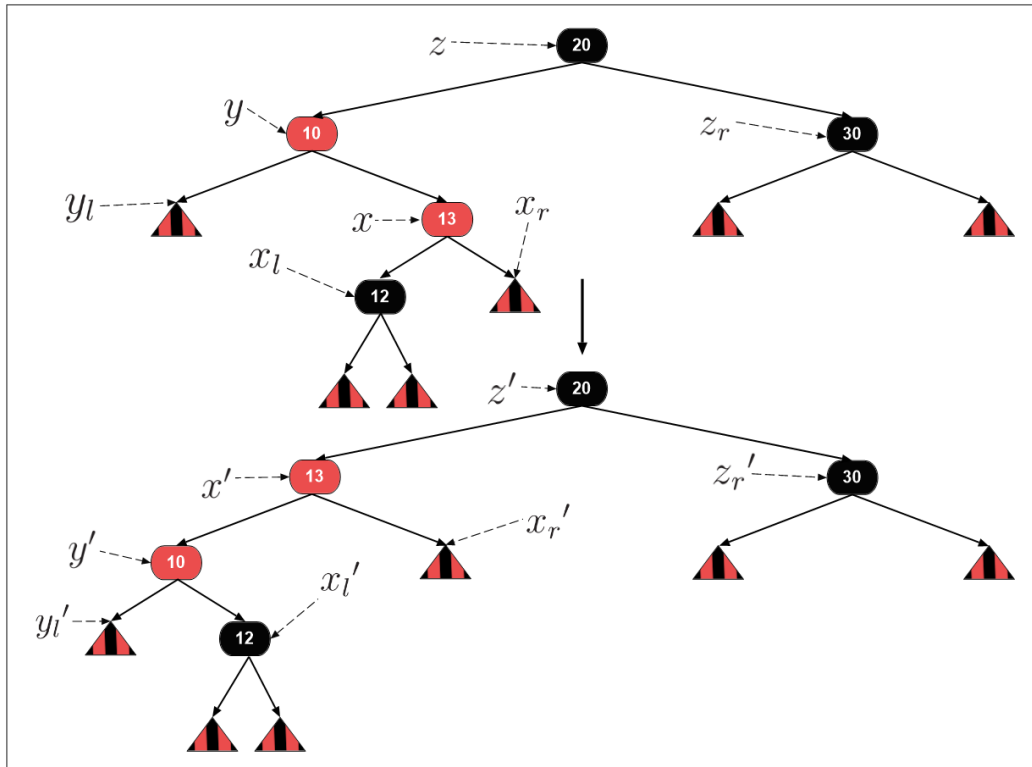 z 20
y 10 z_r 30
y_l x 13 x_r
x_l 12
z' 20
x' 13 z_r' 30
y' 10 x_l' x_r'
y_l' 12